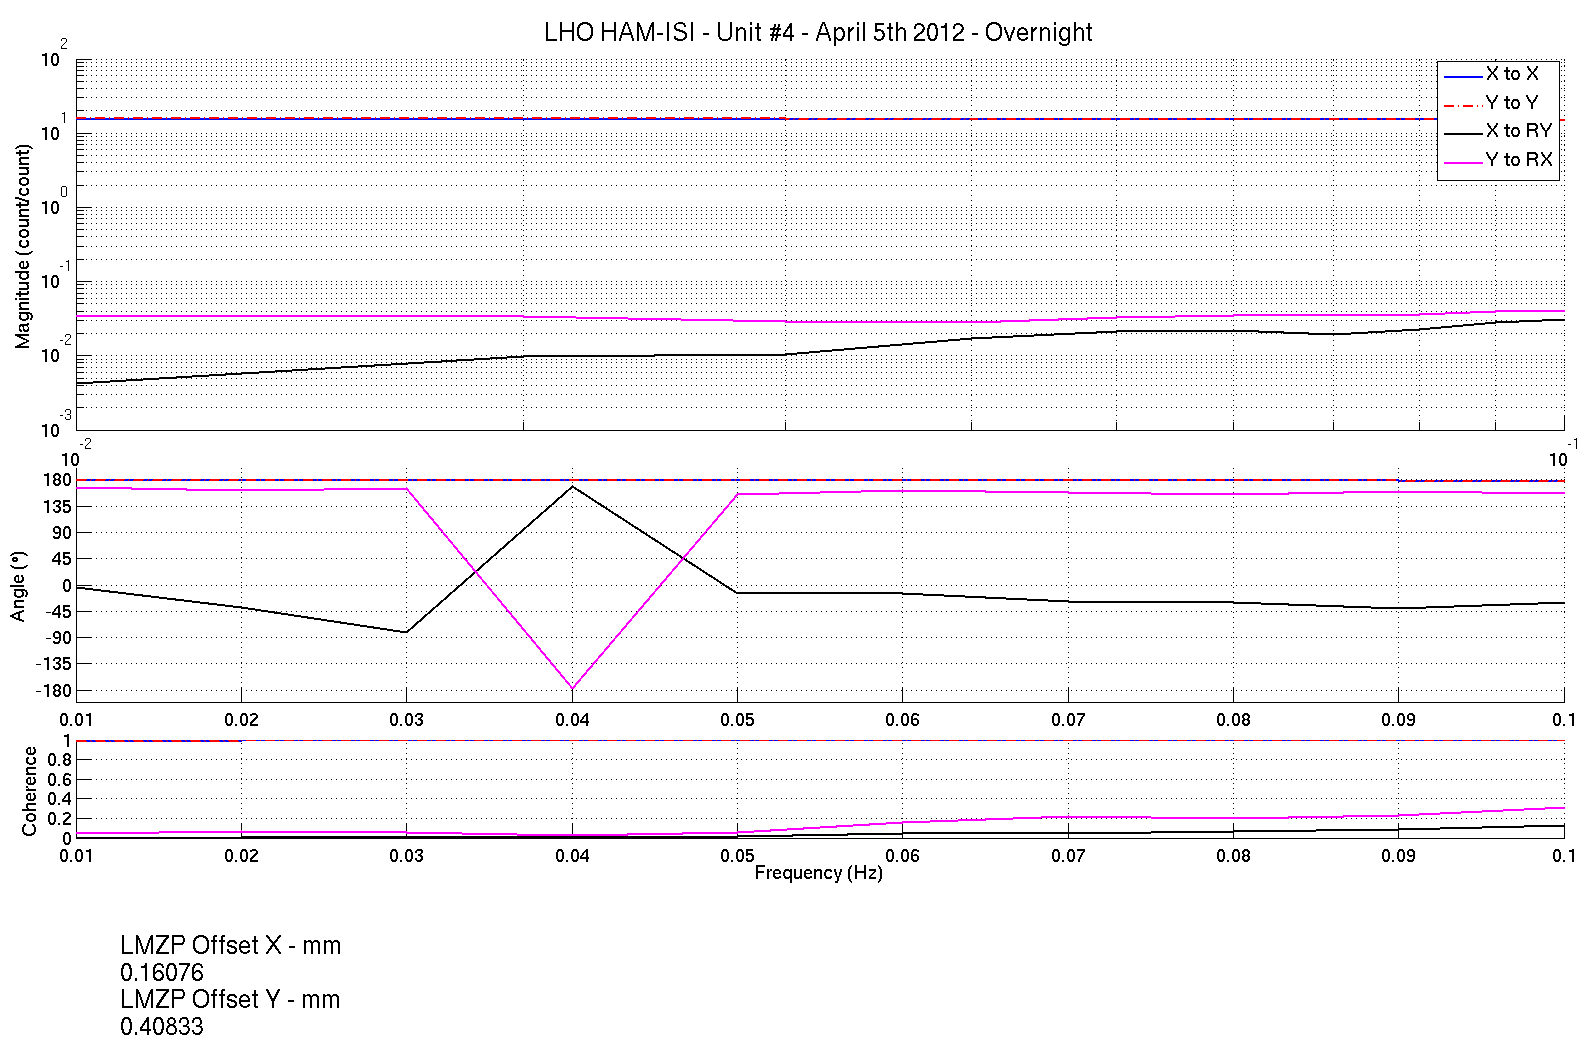 LHO HAM-ISI - Unit #4 - April 5th 2012 - Overnight
10^2
10^1
10^0
10^-1
10^-2
10^-3
Magnitude (count/count)
X to X
Y to Y
X to RY
Y to RX
10^-2 10^-1
180
135
90
45
0
-45
-90
-135
-180
Angle (°)
0.01 0.02 0.03 0.04 0.05 0.06 0.07 0.08 0.09 0.1
1
0.8
0.6
0.4
0.2
0
Coherence
0.01 0.02 0.03 0.04 0.05 0.06 0.07 0.08 0.09 0.1
Frequency (Hz)
LMZP Offset X - mm
0.16076
LMZP Offset Y - mm
0.40833